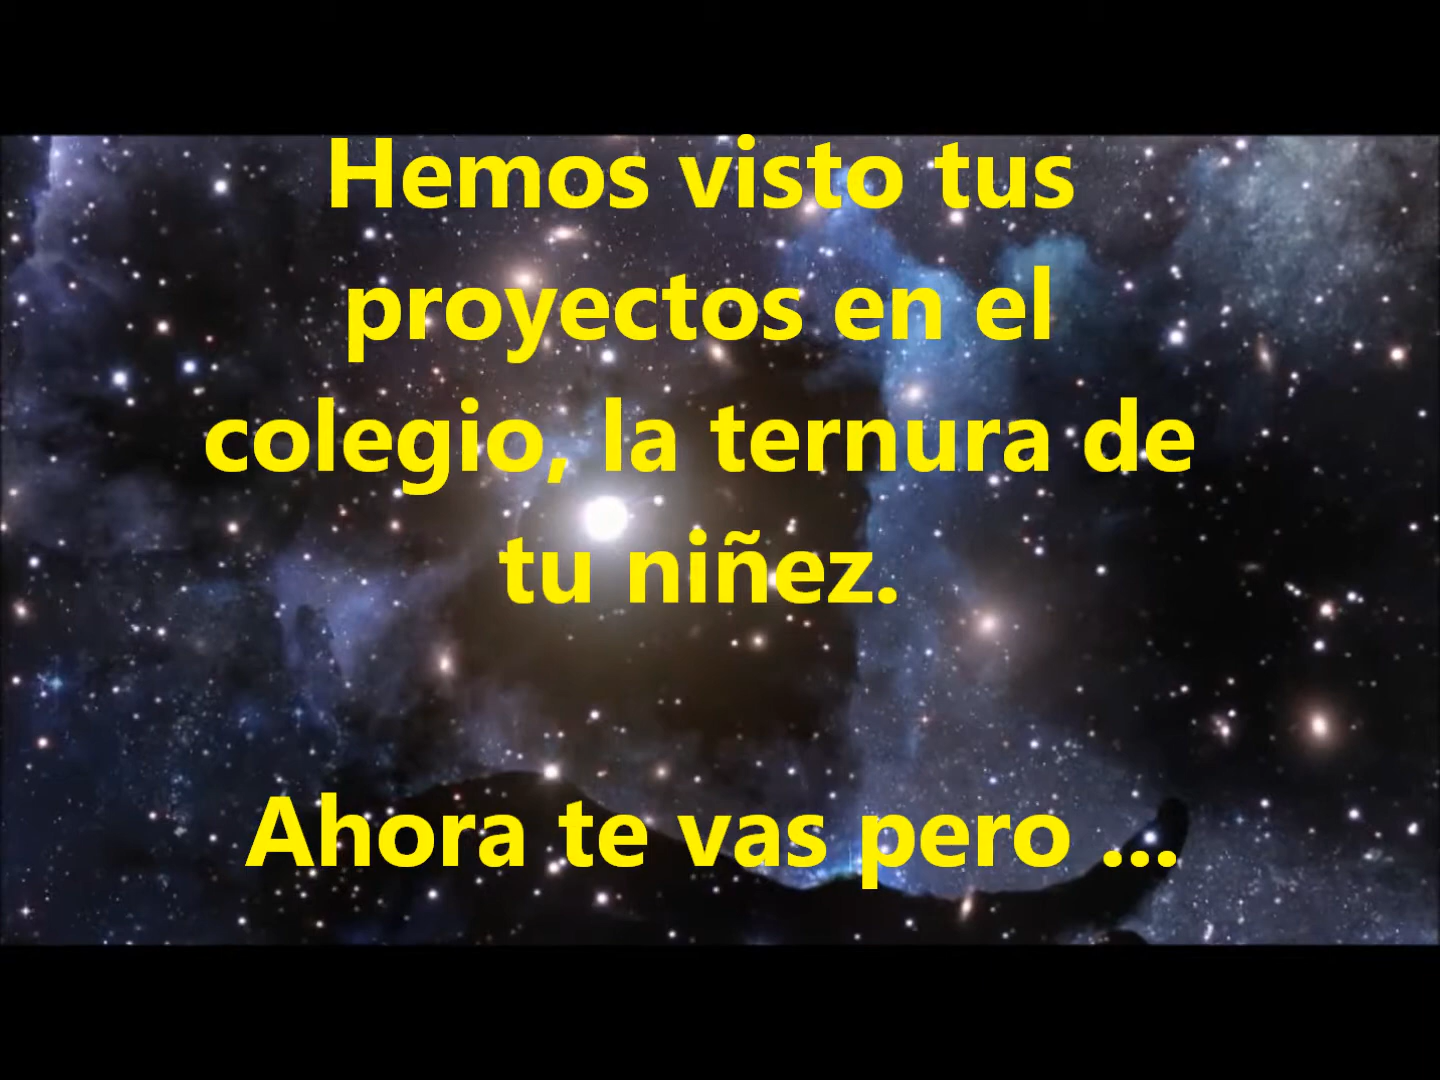 Hemos visto tus
proyectos en el
colegio, la ternura de
tu niñez.
Ahora te vas pero ...